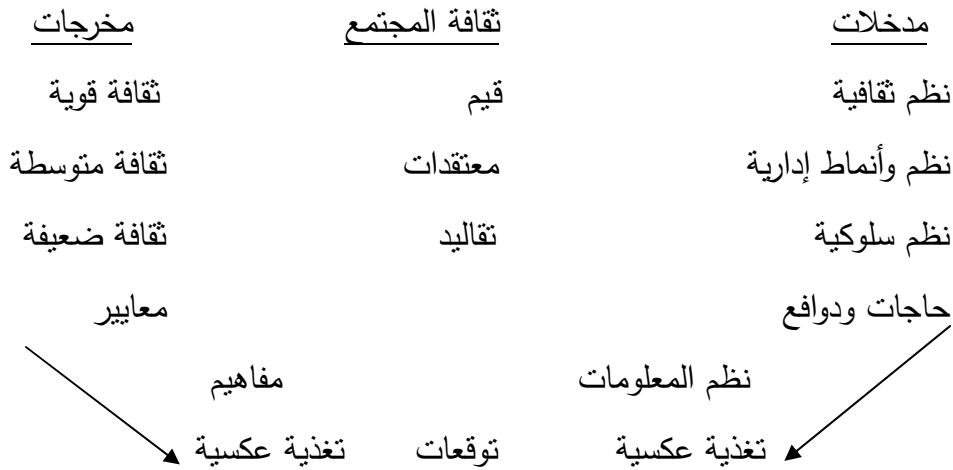 مدخلات ثقافة المجتمع مخرجات
نظم ثقافية قيم ثقافة قوية
نظم وأنماط إدارية معتقدات ثقافة متوسطة
نظم سلوكية تقاليد ثقافة ضعيفة
حاجات ودوافع معايير
نظم المعلومات مفاهيم
تغذية عكسية توقعات تغذية عكسية